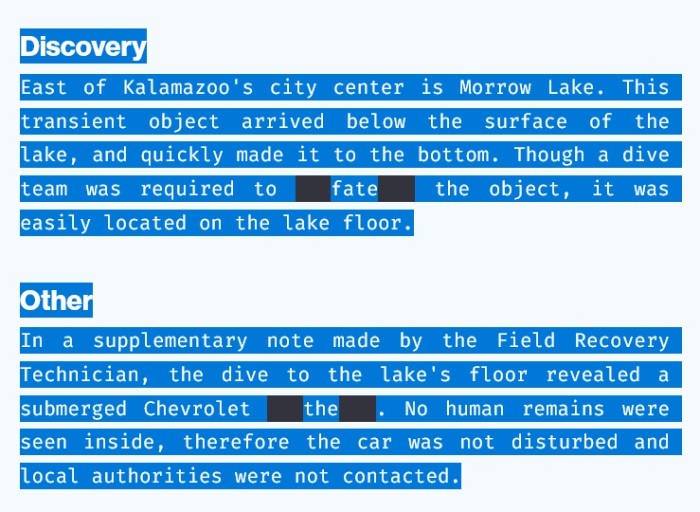 Discovery
East of Kalamazoo's city center is Morrow Lake. This
transient object arrived below the surface of the
lake, and quickly made it to the bottom. Though a dive
team was required to fate the object, it was
easily located on the lake floor.
Other
In a supplementary note made by the Field Recovery
Technician, the dive to the lake's floor revealed a
submerged Chevrolet the. No human remains were
seen inside, therefore the car was not disturbed and
local authorities were not contacted.